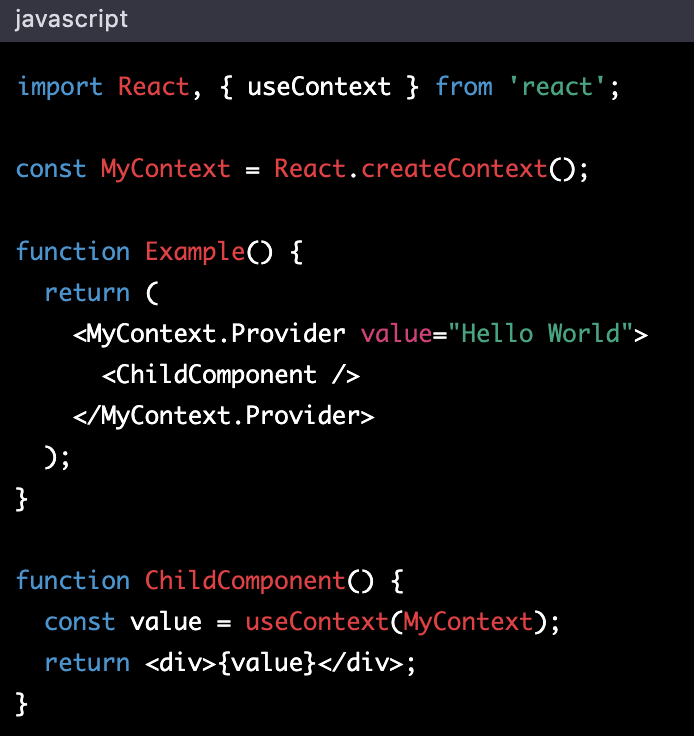 javascript
import React, { useContext } from 'react';
const MyContext = React.createContext();
function Example() {
  return (
    <MyContext.Provider value="Hello World">
      <ChildComponent />
    </MyContext.Provider>
  );
}
function ChildComponent() {
  const value = useContext(MyContext);
  return <div>{value}</div>;
}